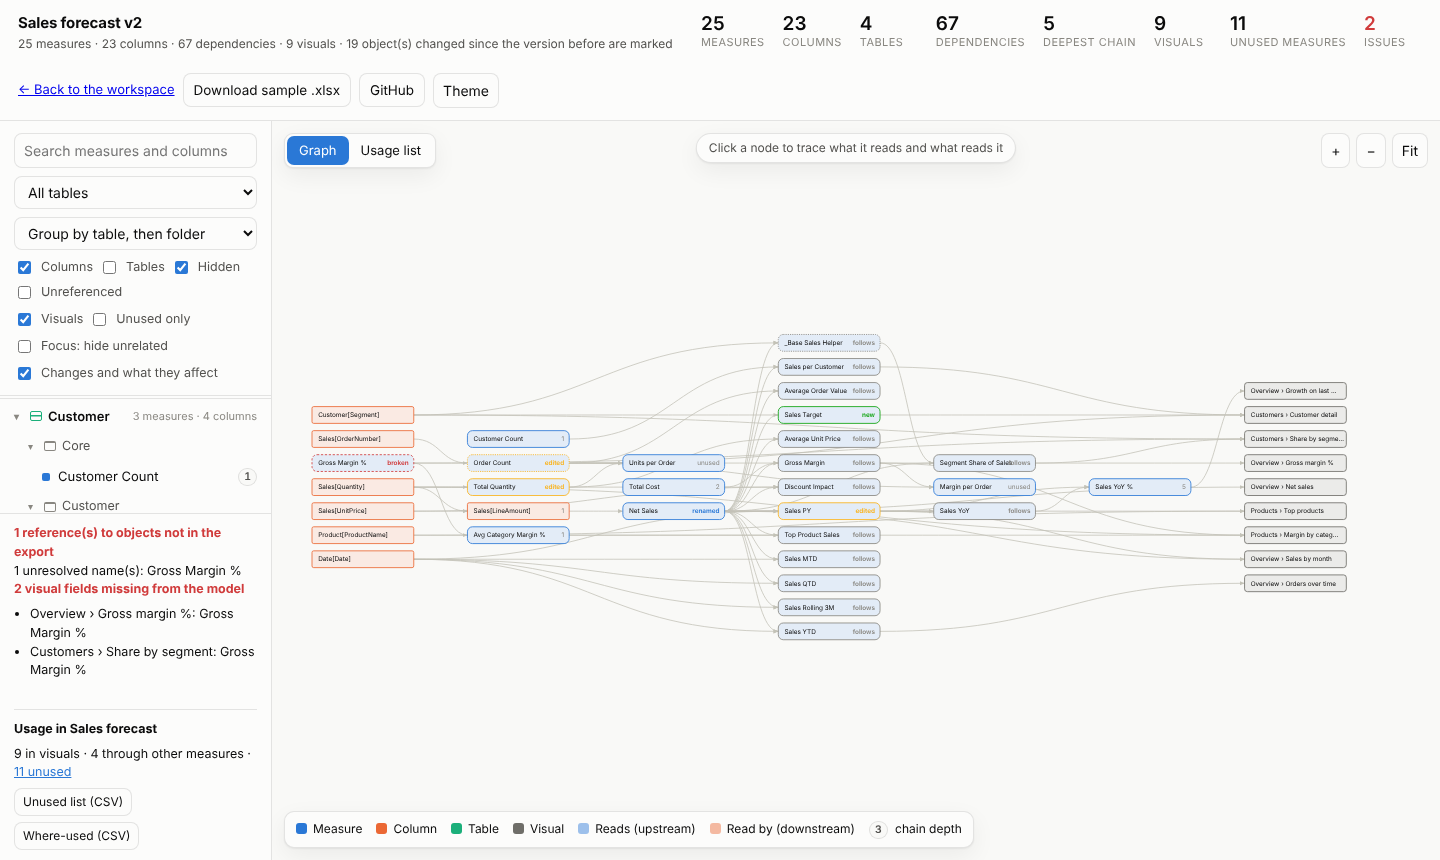 Sales forecast v2
25 measures · 23 columns · 67 dependencies · 9 visuals · 19 object(s) changed since the version before are marked
25
MEASURES
23
COLUMNS
4
TABLES
67
DEPENDENCIES
5
DEEPEST CHAIN
9
VISUALS
11
UNUSED MEASURES
2
ISSUES
← Back to the workspace
Download sample .xlsx
GitHub
Theme
Search measures and columns
All tables
Group by table, then folder
Columns Tables Hidden
Unreferenced
Visuals Unused only
Focus: hide unrelated
Changes and what they affect
Customer 3 measures · 4 columns
Core
Customer Count 1
Customer
1 reference(s) to objects not in the
export
1 unresolved name(s): Gross Margin %
2 visual fields missing from the model
• Overview › Gross margin %: Gross
Margin %
• Customers › Share by segment: Gross
Margin %
Usage in Sales forecast
9 in visuals · 4 through other measures ·
11 unused
Unused list (CSV)
Where-used (CSV)
Graph
Usage list
Click a node to trace what it reads and what reads it
+
−
Fit
Customer[Segment]
Sales[OrderNumber]
Gross Margin % broken
Sales[Quantity]
Sales[UnitPrice]
Product[ProductName]
Date[Date]
Customer Count 1
Order Count edited
Total Quantity edited
Sales[LineAmount] 1
Avg Category Margin % 1
Units per Order unused
Total Cost 2
Net Sales renamed
_Base Sales Helper follows
Sales per Customer follows
Average Order Value follows
Sales Target new
Average Unit Price follows
Gross Margin follows
Discount Impact follows
Sales PY edited
Top Product Sales follows
Sales MTD follows
Sales QTD follows
Sales Rolling 3M follows
Sales YTD follows
Segment Share of Sales follows
Margin per Order unused
Sales YoY follows
Sales YoY % 5
Overview › Growth on last ...
Customers › Customer detail
Customers › Share by segme...
Overview › Gross margin %
Overview › Net sales
Products › Top products
Products › Margin by categ...
Overview › Sales by month
Overview › Orders over time
Measure
Column
Table
Visual
Reads (upstream)
Read by (downstream)
3 chain depth